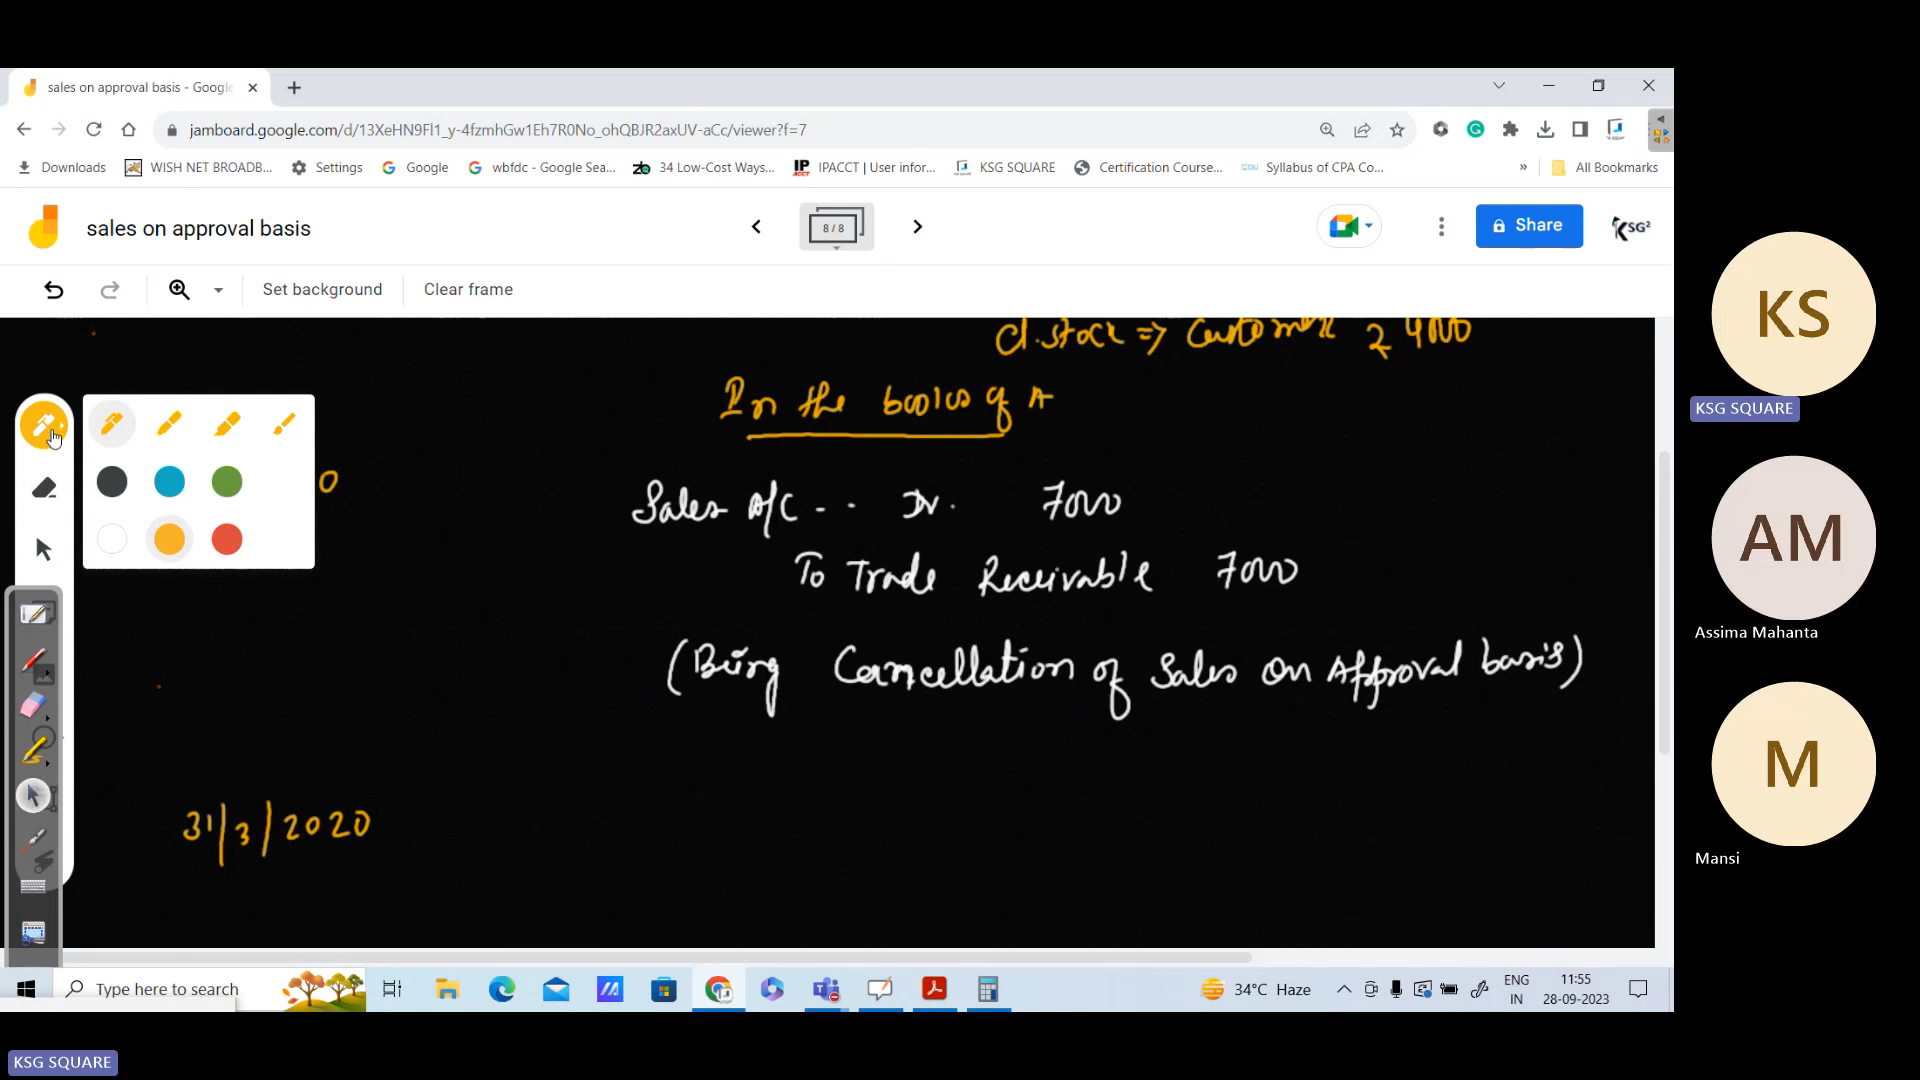 sales on approval basis - Google
jamboard.google.com/d/13XeHN9Fl1_y-4fzmhGw1Eh7R0No_ohQBJR2axUV-aCc/viewer?f=7
Downloads WISH NET BROADB... Settings Google wbfdc - Google Sea... 34 Low-Cost Ways... IPACCT | User infor... KSG SQUARE Certification Course... Syllabus of CPA Co... » All Bookmarks
sales on approval basis 8 / 8 Share KSG²
Set background Clear frame
Cl. Stock => Customer 24000
In the books of A
0
Sales A/C - - Dr. 7000
To Trade Receivable 7000
(Being Cancellation of Sales On Approval basis)
31/3/2020
KS
KSG SQUARE
AM
Assima Mahanta
M
Mansi
Type here to search 34°C Haze ENG IN 11:55 28-09-2023
KSG SQUARE